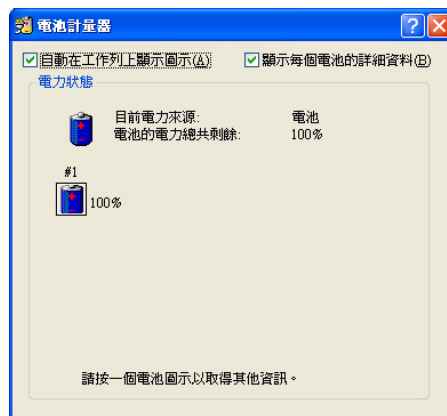 電池計量器
自動在工作列上顯示圖示(A)
顯示每個電池的詳細資料(B)
電力狀態
目前電力來源: 電池
電池的電力總共剩餘: 100%
#1
100%
請按一個電池圖示以取得其他資訊。